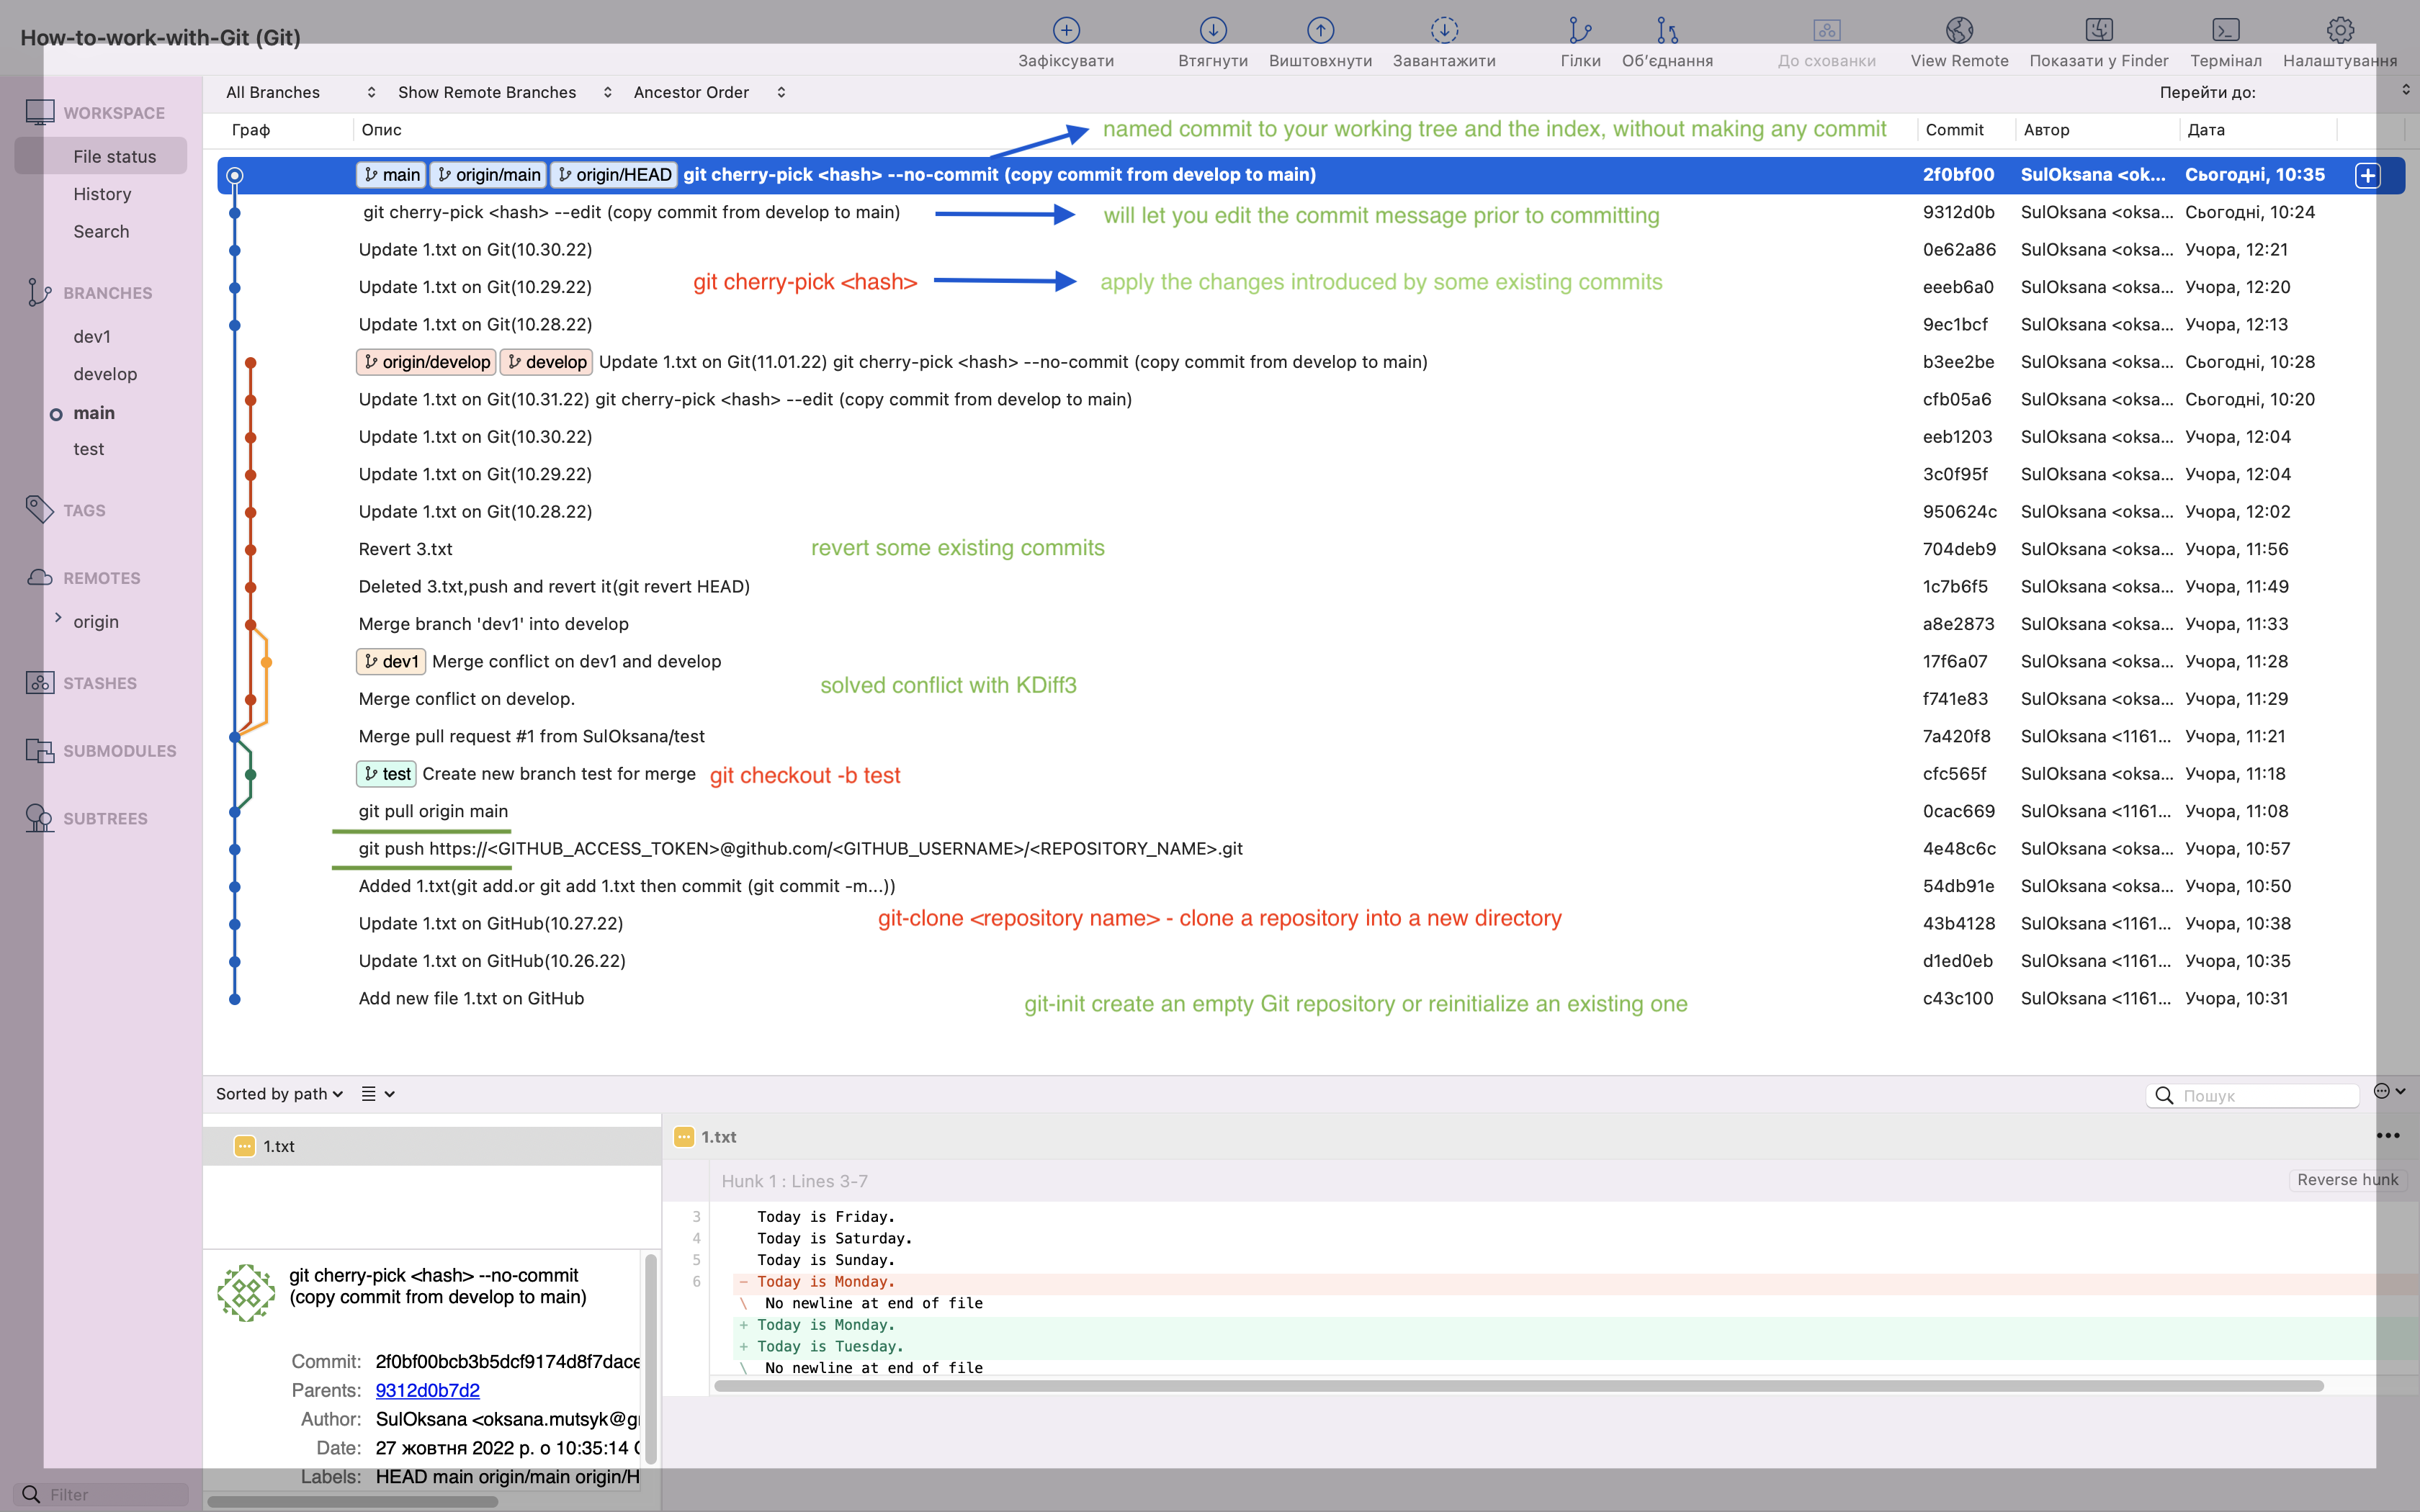 How-to-work-with-Git (Git)
Зафіксувати
Втягнути
Виштовхнути
Завантажити
Гілки
Об’єднання
До схованки
View Remote
Показати у Finder
Термінал
Налаштування
WORKSPACE
File status
History
Search
BRANCHES
dev1
develop
main
test
TAGS
REMOTES
origin
STASHES
SUBMODULES
SUBTREES
Filter
All Branches Show Remote Branches Ancestor Order Перейти до:
Граф Опис Commit Автор Дата
named commit to your working tree and the index, without making any commit
main origin/main origin/HEAD git cherry-pick <hash> --no-commit (copy commit from develop to main) 2f0bf00 SulOksana <ok... Сьогодні, 10:35
git cherry-pick <hash> --edit (copy commit from develop to main) will let you edit the commit message prior to committing 9312d0b SulOksana <oksa... Сьогодні, 10:24
Update 1.txt on Git(10.30.22) 0e62a86 SulOksana <oksa... Учора, 12:21
Update 1.txt on Git(10.29.22) git cherry-pick <hash> apply the changes introduced by some existing commits eeeb6a0 SulOksana <oksa... Учора, 12:20
Update 1.txt on Git(10.28.22) 9ec1bcf SulOksana <oksa... Учора, 12:13
origin/develop develop Update 1.txt on Git(11.01.22) git cherry-pick <hash> --no-commit (copy commit from develop to main) b3ee2be SulOksana <oksa... Сьогодні, 10:28
Update 1.txt on Git(10.31.22) git cherry-pick <hash> --edit (copy commit from develop to main) cfb05a6 SulOksana <oksa... Сьогодні, 10:20
Update 1.txt on Git(10.30.22) eeb1203 SulOksana <oksa... Учора, 12:04
Update 1.txt on Git(10.29.22) 3c0f95f SulOksana <oksa... Учора, 12:04
Update 1.txt on Git(10.28.22) 950624c SulOksana <oksa... Учора, 12:02
Revert 3.txt revert some existing commits 704deb9 SulOksana <oksa... Учора, 11:56
Deleted 3.txt,push and revert it(git revert HEAD) 1c7b6f5 SulOksana <oksa... Учора, 11:49
Merge branch 'dev1' into develop a8e2873 SulOksana <oksa... Учора, 11:33
dev1 Merge conflict on dev1 and develop 17f6a07 SulOksana <oksa... Учора, 11:28
solved conflict with KDiff3
Merge conflict on develop. f741e83 SulOksana <oksa... Учора, 11:29
Merge pull request #1 from SulOksana/test 7a420f8 SulOksana <1161... Учора, 11:21
test Create new branch test for merge git checkout -b test cfc565f SulOksana <oksa... Учора, 11:18
git pull origin main 0cac669 SulOksana <1161... Учора, 11:08
git push https://<GITHUB_ACCESS_TOKEN>@github.com/<GITHUB_USERNAME>/<REPOSITORY_NAME>.git 4e48c6c SulOksana <oksa... Учора, 10:57
Added 1.txt(git add.or git add 1.txt then commit (git commit -m...)) 54db91e SulOksana <oksa... Учора, 10:50
Update 1.txt on GitHub(10.27.22) git-clone <repository name> - clone a repository into a new directory 43b4128 SulOksana <1161... Учора, 10:38
Update 1.txt on GitHub(10.26.22) d1ed0eb SulOksana <1161... Учора, 10:35
Add new file 1.txt on GitHub git-init create an empty Git repository or reinitialize an existing one c43c100 SulOksana <1161... Учора, 10:31
Sorted by path Пошук
1.txt
git cherry-pick <hash> --no-commit
(copy commit from develop to main)
Commit: 2f0bf00bcb3b5dcf9174d8f7dace
Parents: 9312d0b7d2
Author: SulOksana <oksana.mutsyk@g
Date: 27 жовтня 2022 р. о 10:35:14
Labels: HEAD main origin/main origin/H
1.txt
Hunk 1 : Lines 3-7 Reverse hunk
3 Today is Friday.
4 Today is Saturday.
5 Today is Sunday.
6 - Today is Monday.
\ No newline at end of file
+ Today is Monday.
+ Today is Tuesday.
\ No newline at end of file